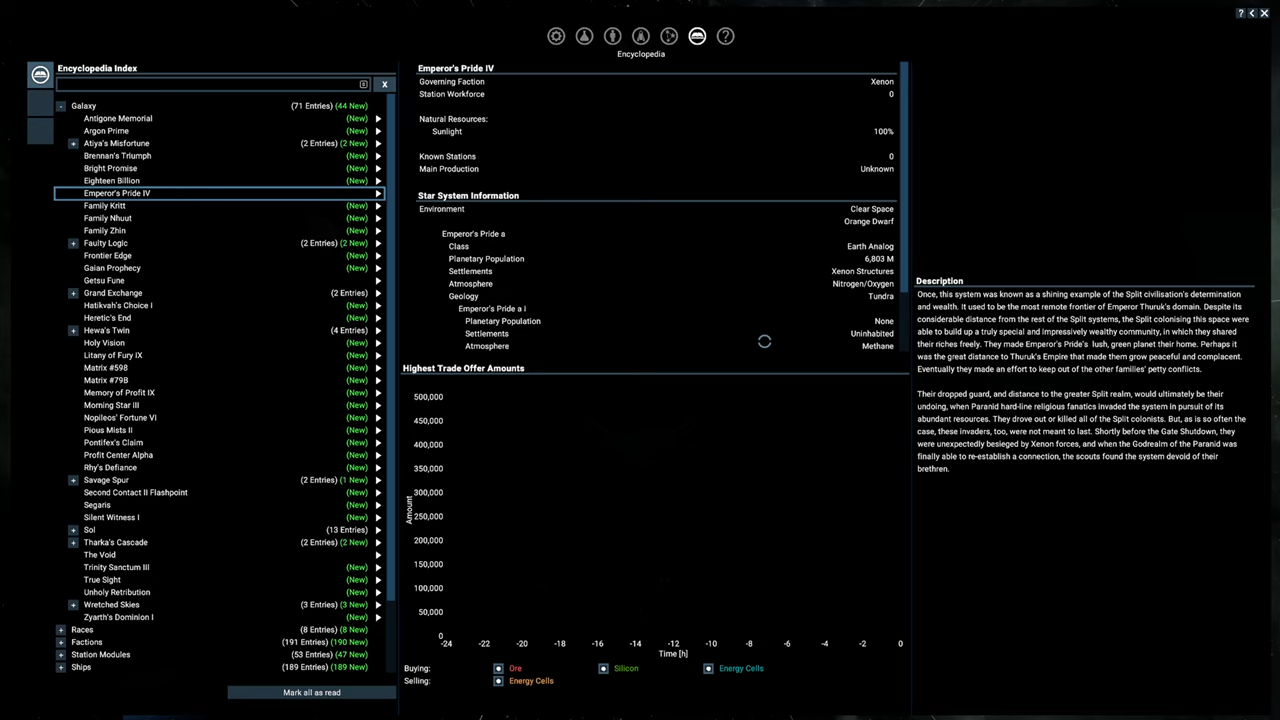 ? < X
Encyclopedia
Encyclopedia Index
X
- Galaxy (71 Entries) (44 New)
Antigone Memorial (New)
Argon Prime (New)
+ Atiya's Misfortune (2 Entries) (2 New)
Brennan's Triumph (New)
Bright Promise (New)
Eighteen Billion (New)
Emperor's Pride IV
Family Kritt (New)
Family Nhuut (New)
Family Zhin (New)
+ Faulty Logic (2 Entries) (2 New)
Frontier Edge (New)
Gaian Prophecy (New)
Getsu Fune
+ Grand Exchange (2 Entries)
Hatikvah's Choice I (New)
Heretic's End (New)
+ Hewa's Twin (4 Entries)
Holy Vision (New)
Litany of Fury IX (New)
Matrix #598 (New)
Matrix #79B (New)
Memory of Profit IX (New)
Morning Star III (New)
Nopileos' Fortune VI (New)
Pious Mists II (New)
Pontifex's Claim (New)
Profit Center Alpha (New)
Rhy's Defiance (New)
+ Savage Spur (2 Entries) (1 New)
Second Contact II Flashpoint (New)
Segaris (New)
Silent Witness I (New)
+ Sol (13 Entries)
+ Tharka's Cascade (2 Entries) (2 New)
The Void
Trinity Sanctum III (New)
True Sight (New)
Unholy Retribution (New)
+ Wretched Skies (3 Entries) (3 New)
Zyarth's Dominion I (New)
+ Races (8 Entries) (8 New)
+ Factions (191 Entries) (190 New)
+ Station Modules (53 Entries) (47 New)
+ Ships (189 Entries) (189 New)
Mark all as read
Emperor's Pride IV
Governing Faction Xenon
Station Workforce 0
Natural Resources:
Sunlight 100%
Known Stations 0
Main Production Unknown
Star System Information
Environment Clear Space
Orange Dwarf
Emperor's Pride a
Class Earth Analog
Planetary Population 6,803 M
Settlements Xenon Structures
Atmosphere Nitrogen/Oxygen
Geology Tundra
Emperor's Pride a I
Planetary Population None
Settlements Uninhabited
Atmosphere Methane
Highest Trade Offer Amounts
500,000
450,000
400,000
350,000
300,000
250,000
200,000
150,000
100,000
50,000
0
Amount
-24 -22 -20 -18 -16 -14 -12 -10 -8 -6 -4 -2 0
Time [h]
Buying: Ore Silicon Energy Cells
Selling: Energy Cells
Description
Once, this system was known as a shining example of the Split civilisation's determination
and wealth. It used to be the most remote frontier of Emperor Thuruk's domain. Despite its
considerable distance from the rest of the Split systems, the Split colonising this space were
able to build up a truly special and impressively wealthy community, in which they shared
their riches freely. They made Emperor's Pride's lush, green planet their home. Perhaps it
was the great distance to Thuruk's Empire that made them grow peaceful and complacent.
Eventually they made an effort to keep out of the other families' petty conflicts.
Their dropped guard, and distance to the greater Split realm, would ultimately be their
undoing, when Paranid hard-line religious fanatics invaded the system in pursuit of its
abundant resources. They drove out or killed all of the Split colonists. But, as is so often the
case, these invaders, too, were not meant to last. Shortly before the Gate Shutdown, they
were unexpectedly besieged by Xenon forces, and when the Godrealm of the Paranid was
finally able to re-establish a connection, the scouts found the system devoid of their
brethren.